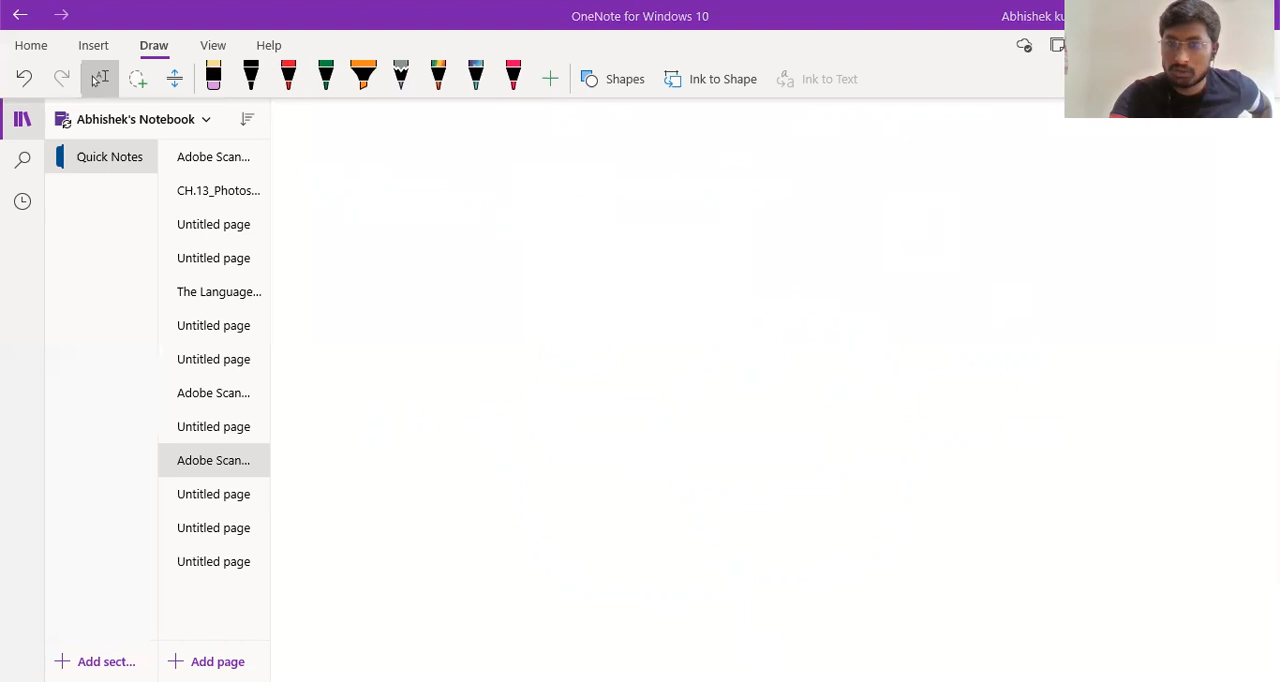 OneNote for Windows 10
Abhishek ku
Home Insert Draw View Help
Shapes Ink to Shape Ink to Text
Abhishek's Notebook
Quick Notes
Adobe Scan...
CH.13_Photos...
Untitled page
Untitled page
The Language...
Untitled page
Untitled page
Adobe Scan...
Untitled page
Adobe Scan...
Untitled page
Untitled page
Untitled page
Add sect...
Add page